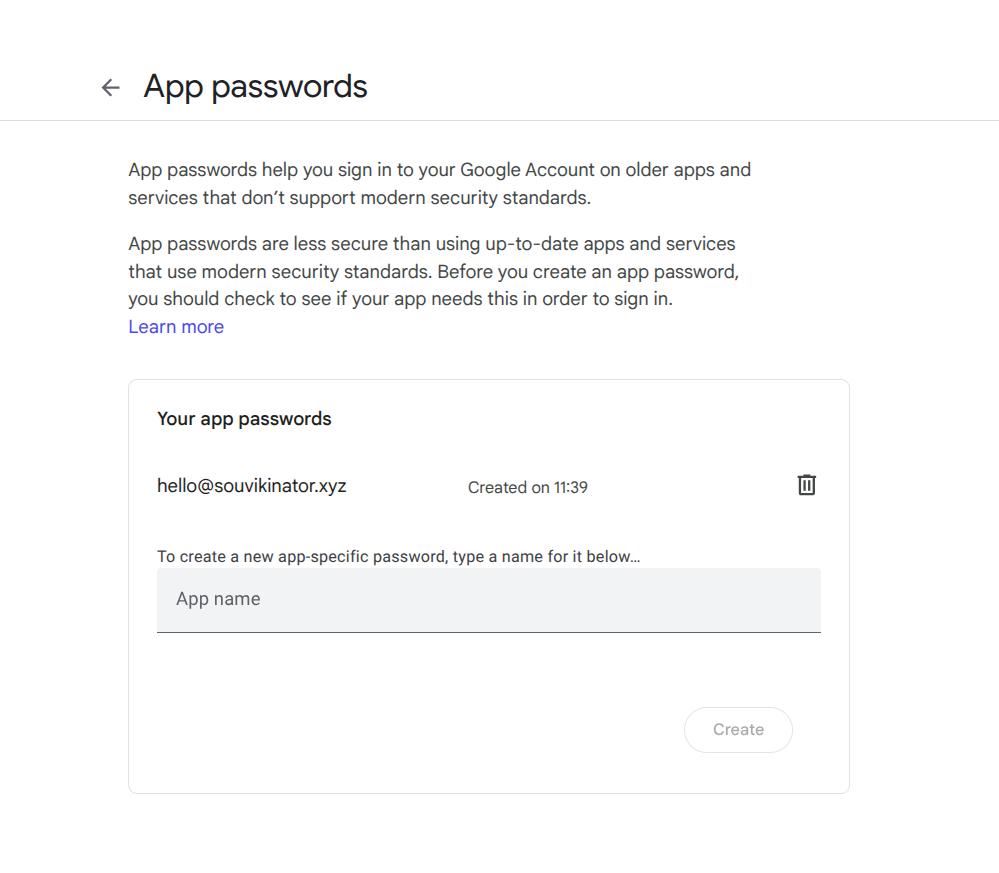 App passwords
App passwords help you sign in to your Google Account on older apps and
services that don’t support modern security standards.
App passwords are less secure than using up-to-date apps and services
that use modern security standards. Before you create an app password,
you should check to see if your app needs this in order to sign in.
Learn more
Your app passwords
hello@souvikinator.xyz Created on 11:39
To create a new app-specific password, type a name for it below...
App name
Create